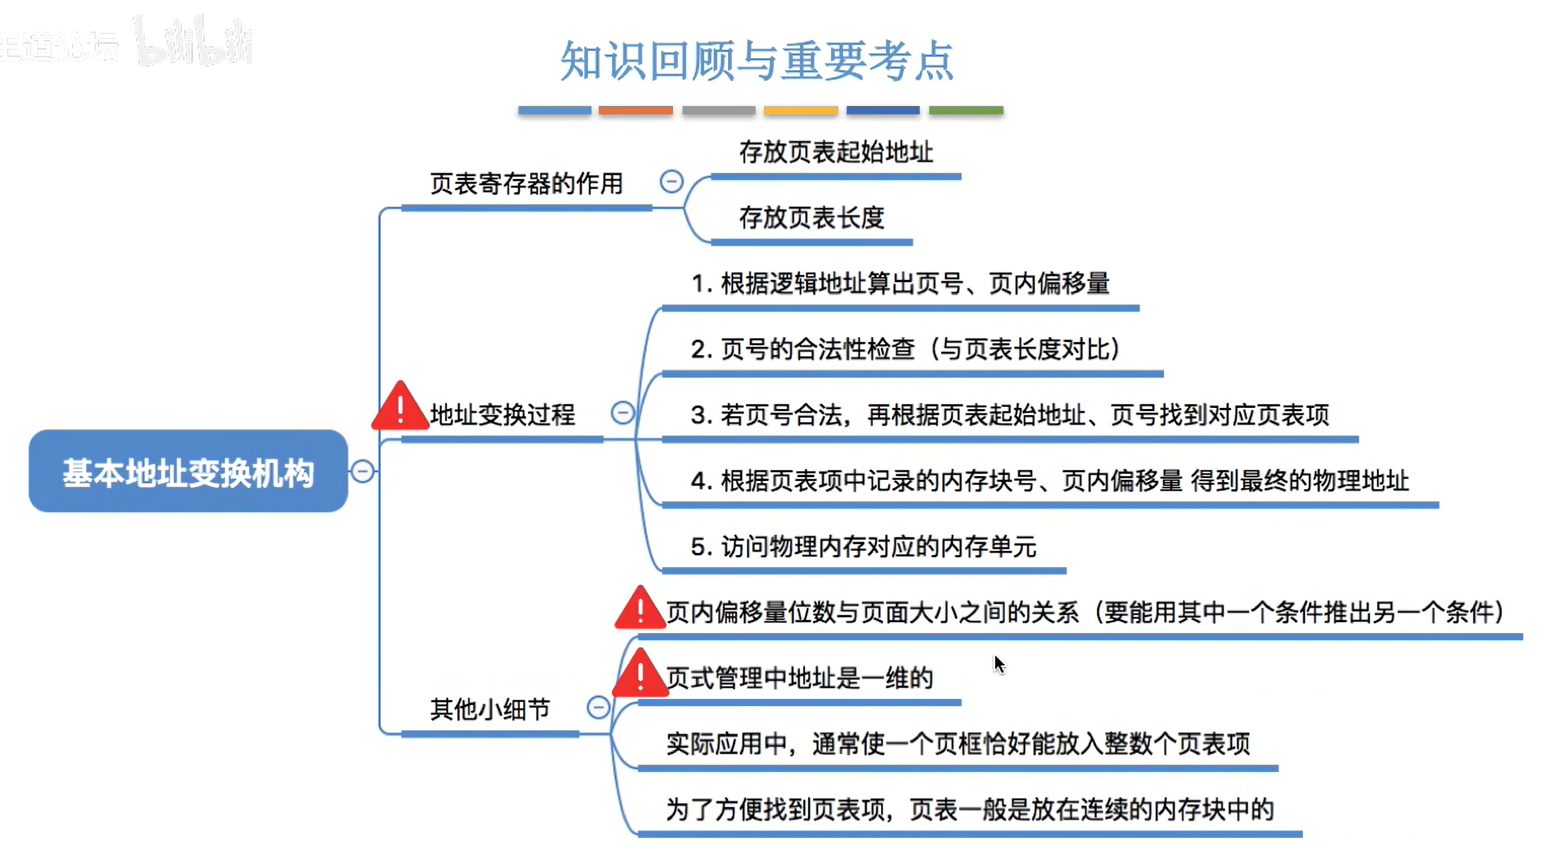 王道论坛 bilibili
知识回顾与重要考点
基本地址变换机构
页表寄存器的作用
存放页表起始地址
存放页表长度
地址变换过程
1. 根据逻辑地址算出页号、页内偏移量
2. 页号的合法性检查（与页表长度对比）
3. 若页号合法，再根据页表起始地址、页号找到对应页表项
4. 根据页表项中记录的内存块号、页内偏移量 得到最终的物理地址
5. 访问物理内存对应的内存单元
其他小细节
页内偏移量位数与页面大小之间的关系（要能用其中一个条件推出另一个条件）
页式管理中地址是一维的
实际应用中，通常使一个页框恰好能放入整数个页表项
为了方便找到页表项，页表一般是放在连续的内存块中的